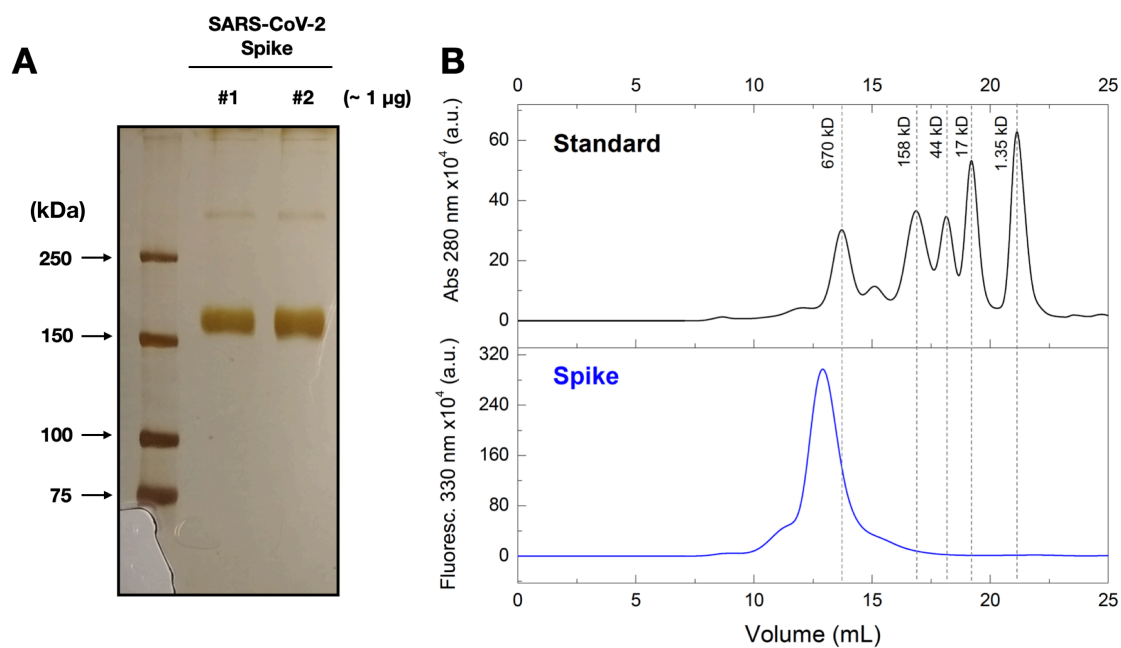 A
SARS-CoV-2
Spike
#1 #2 (~ 1 µg)
(kDa)
250
150
100
75
B
0 5 10 15 20 25
Standard
670 kD
158 kD
44 kD
17 kD
1.35 kD
Abs 280 nm x10⁴ (a.u.)
60
40
20
0
Spike
Fluoresc. 330 nm x10⁴ (a.u.)
320
240
160
80
0
0 5 10 15 20 25
Volume (mL)